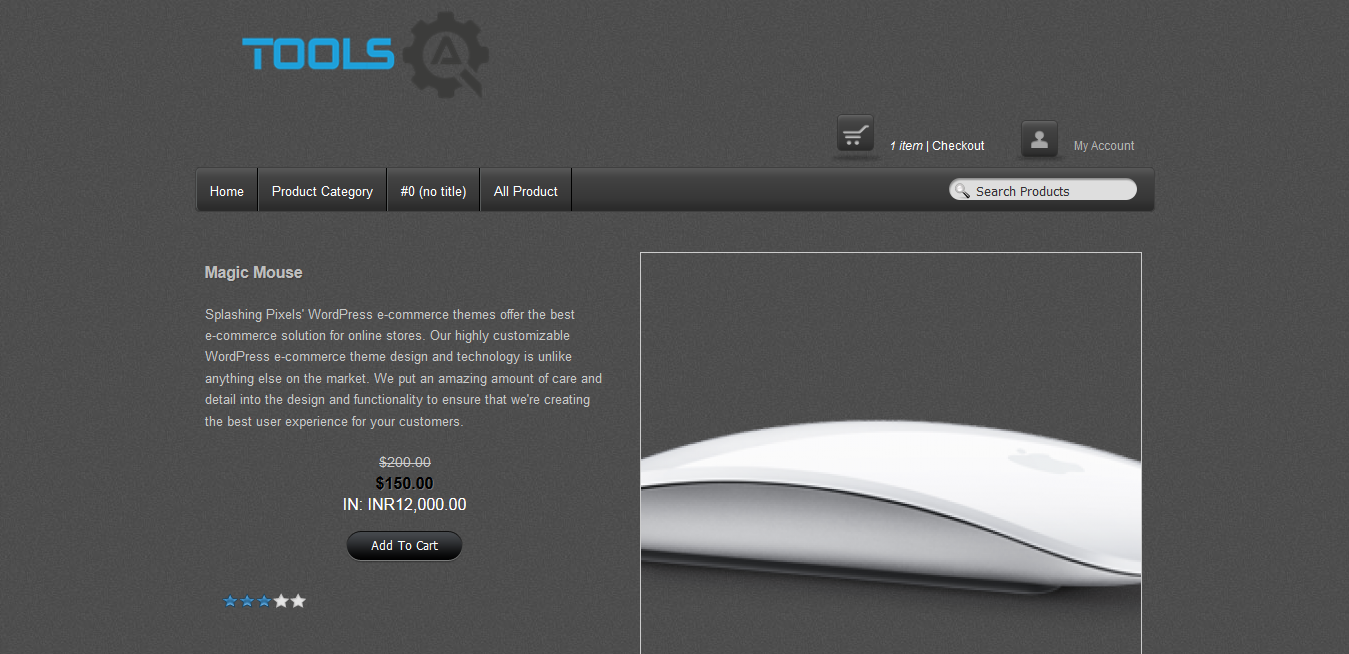 TOOLS
1 item | Checkout
My Account
Home
Product Category
#0 (no title)
All Product
Search Products
Magic Mouse
Splashing Pixels' WordPress e-commerce themes offer the best
e-commerce solution for online stores. Our highly customizable
WordPress e-commerce theme design and technology is unlike
anything else on the market. We put an amazing amount of care and
detail into the design and functionality to ensure that we're creating
the best user experience for your customers.
$200.00
$150.00
IN: INR12,000.00
Add To Cart